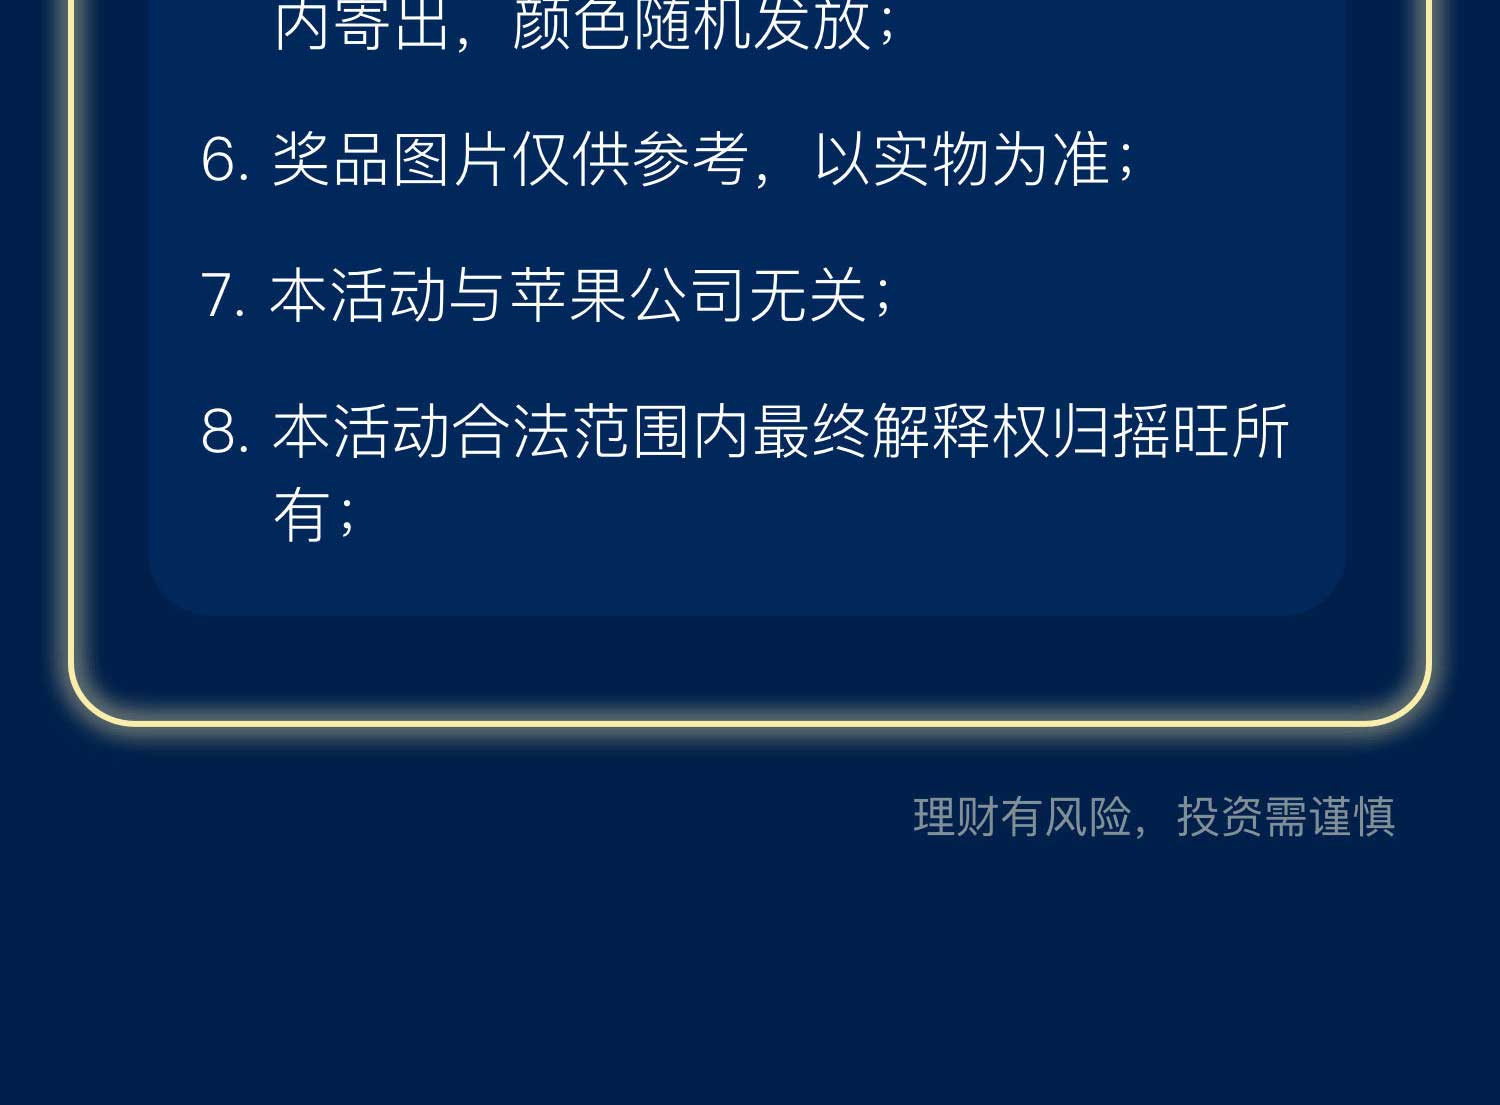 内寄出，颜色随机发放；
6. 奖品图片仅供参考，以实物为准；
7. 本活动与苹果公司无关；
8. 本活动合法范围内最终解释权归摇旺所
有；
理财有风险，投资需谨慎